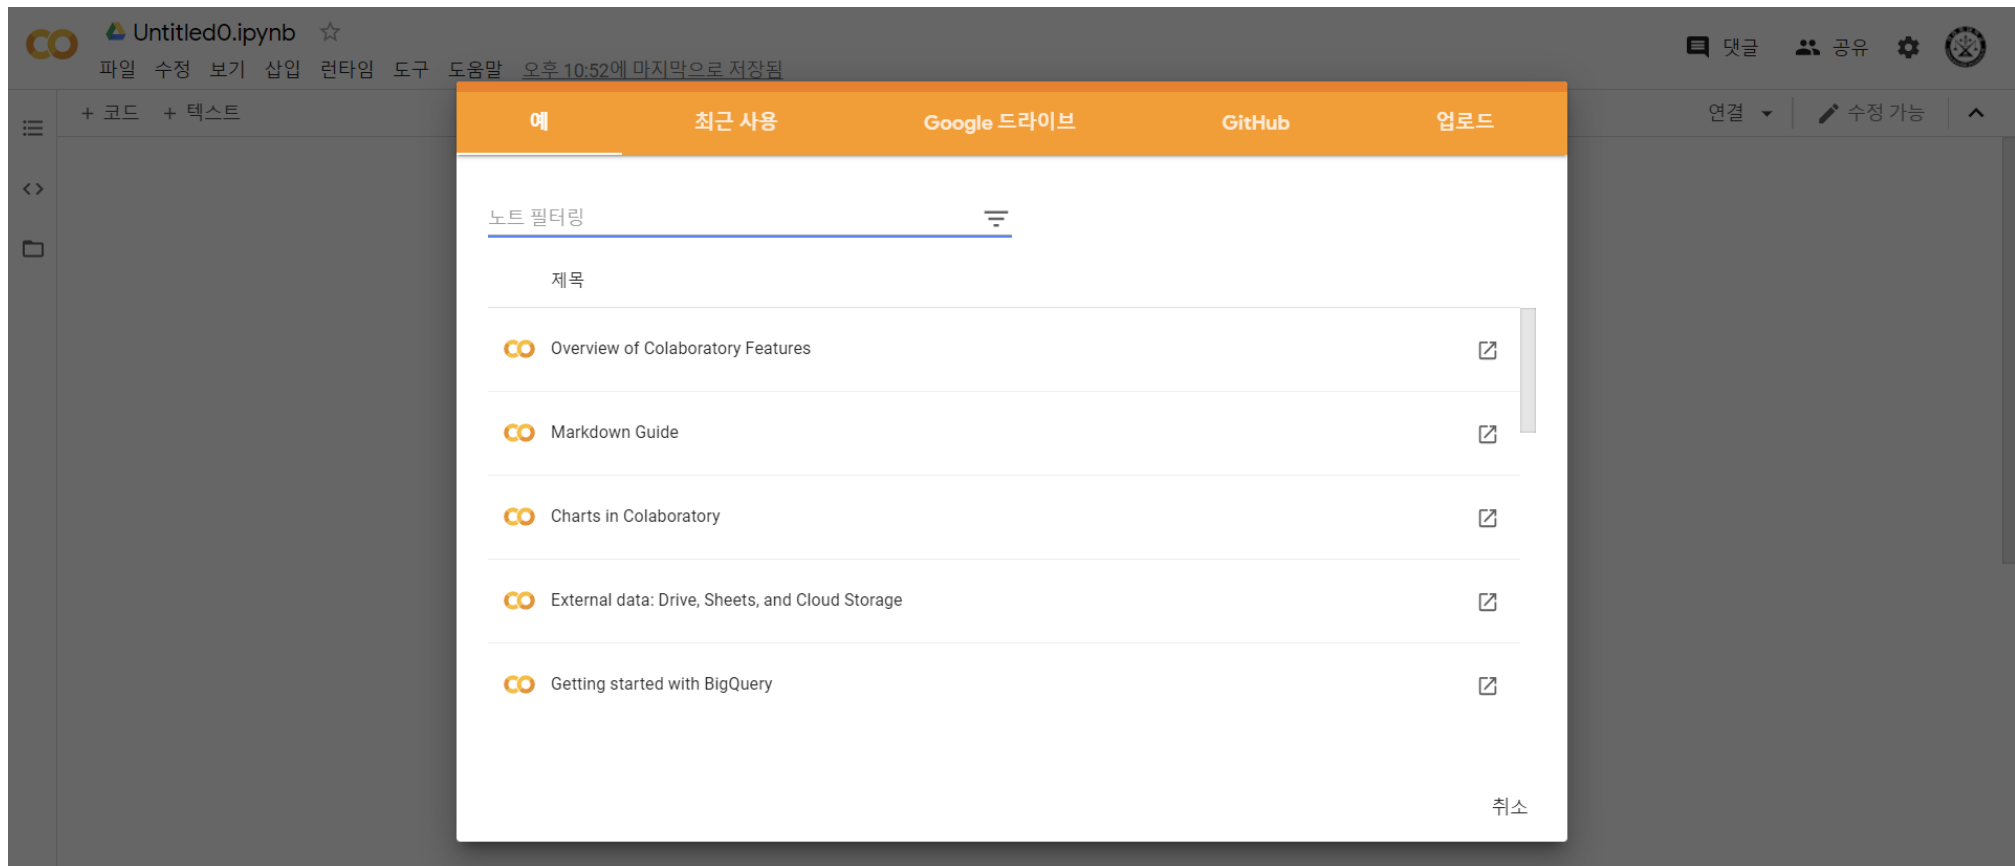 Untitled0.ipynb
파일 수정 보기 삽입 런타임 도구 도움말 오후 10:52에 마지막으로 저장됨
댓글 공유
+ 코드 + 텍스트
연결 수정 가능
예 최근 사용 Google 드라이브 GitHub 업로드
노트 필터링
제목
Overview of Colaboratory Features
Markdown Guide
Charts in Colaboratory
External data: Drive, Sheets, and Cloud Storage
Getting started with BigQuery
취소